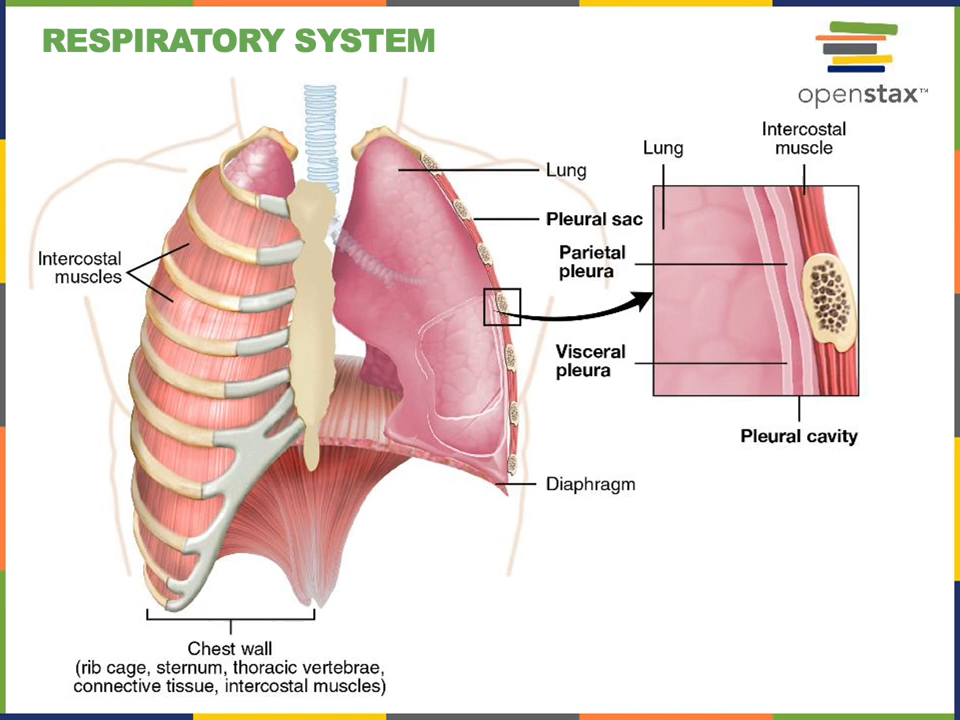 RESPIRATORY SYSTEM
openstax™
Lung
Pleural sac
Intercostal
muscles
Lung
Intercostal
muscle
Parietal
pleura
Visceral
pleura
Pleural cavity
Diaphragm
Chest wall
(rib cage, sternum, thoracic vertebrae,
connective tissue, intercostal muscles)